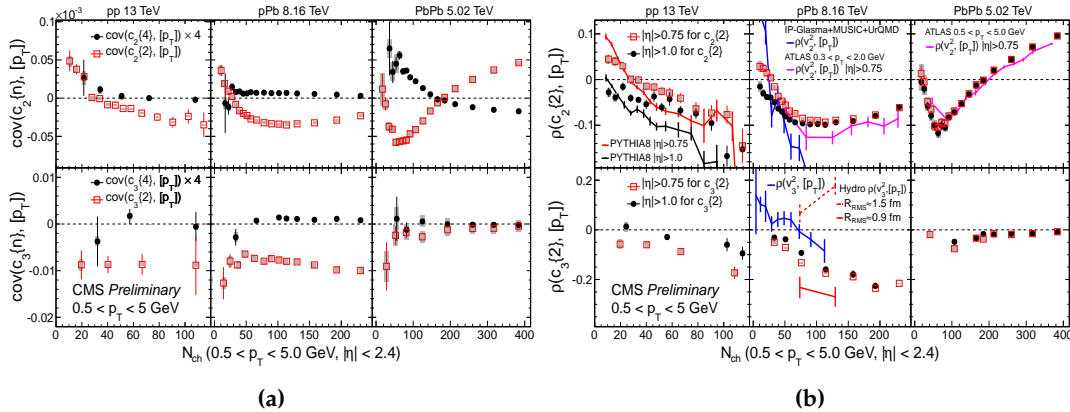 pp 13 TeV
pPb 8.16 TeV
PbPb 5.02 TeV
×10⁻³
cov(c₂{n}, [p_T])
0.1
0.05
0
−0.05
cov(c₂{4}, [p_T]) × 4
cov(c₂{2}, [p_T])
cov(c₃{n}, [p_T])
0
−0.01
−0.02
cov(c₃{4}, [p_T]) × 4
cov(c₃{2}, [p_T])
CMS Preliminary
0.5 < p_T < 5 GeV
0 20 40 60 80 100
0 50 100 150 200
0 100 200 300 400
N_ch (0.5 < p_T < 5.0 GeV, |η| < 2.4)
(a)
pp 13 TeV
pPb 8.16 TeV
PbPb 5.02 TeV
ρ(c₂{2}, [p_T])
0.1
0
−0.1
|η|>0.75 for c₂{2}
|η|>1.0 for c₂{2}
PYTHIA8 |η|>0.75
PYTHIA8 |η|>1.0
IP-Glasma+MUSIC+UrQMD
ρ(v₂², [p_T])
ATLAS 0.3 < p_T < 2.0 GeV
ρ(v₂², [p_T]) |η|>0.75
ATLAS 0.5 < p_T < 5.0 GeV
ρ(v₂², [p_T]) |η|>0.75
ρ(c₃{2}, [p_T])
0.2
0
−0.2
|η|>0.75 for c₃{2}
|η|>1.0 for c₃{2}
CMS Preliminary
0.5 < p_T < 5 GeV
ρ(v₃², [p_T])
Hydro ρ(v₃²,[p_T])
R_RMS≈1.5 fm
R_RMS≈0.9 fm
0 20 40 60 80 100
0 50 100 150 200
0 100 200 300 400
N_ch (0.5 < p_T < 5.0 GeV, |η| < 2.4)
(b)